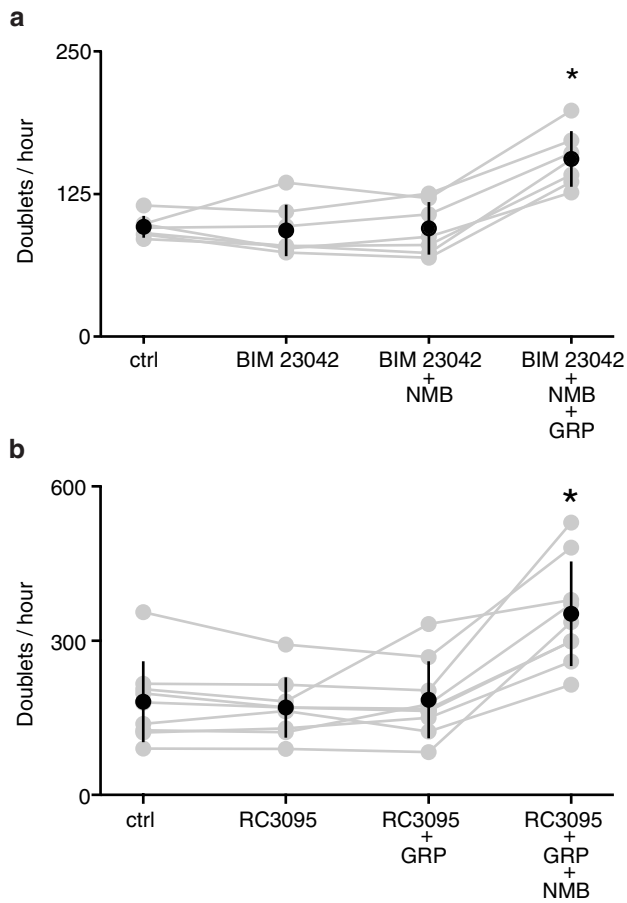 a
250
*
125
0
Doublets / hour
ctrl
BIM 23042
BIM 23042
+
NMB
BIM 23042
+
NMB
+
GRP
b
600
*
300
0
Doublets / hour
ctrl
RC3095
RC3095
+
GRP
RC3095
+
GRP
+
NMB